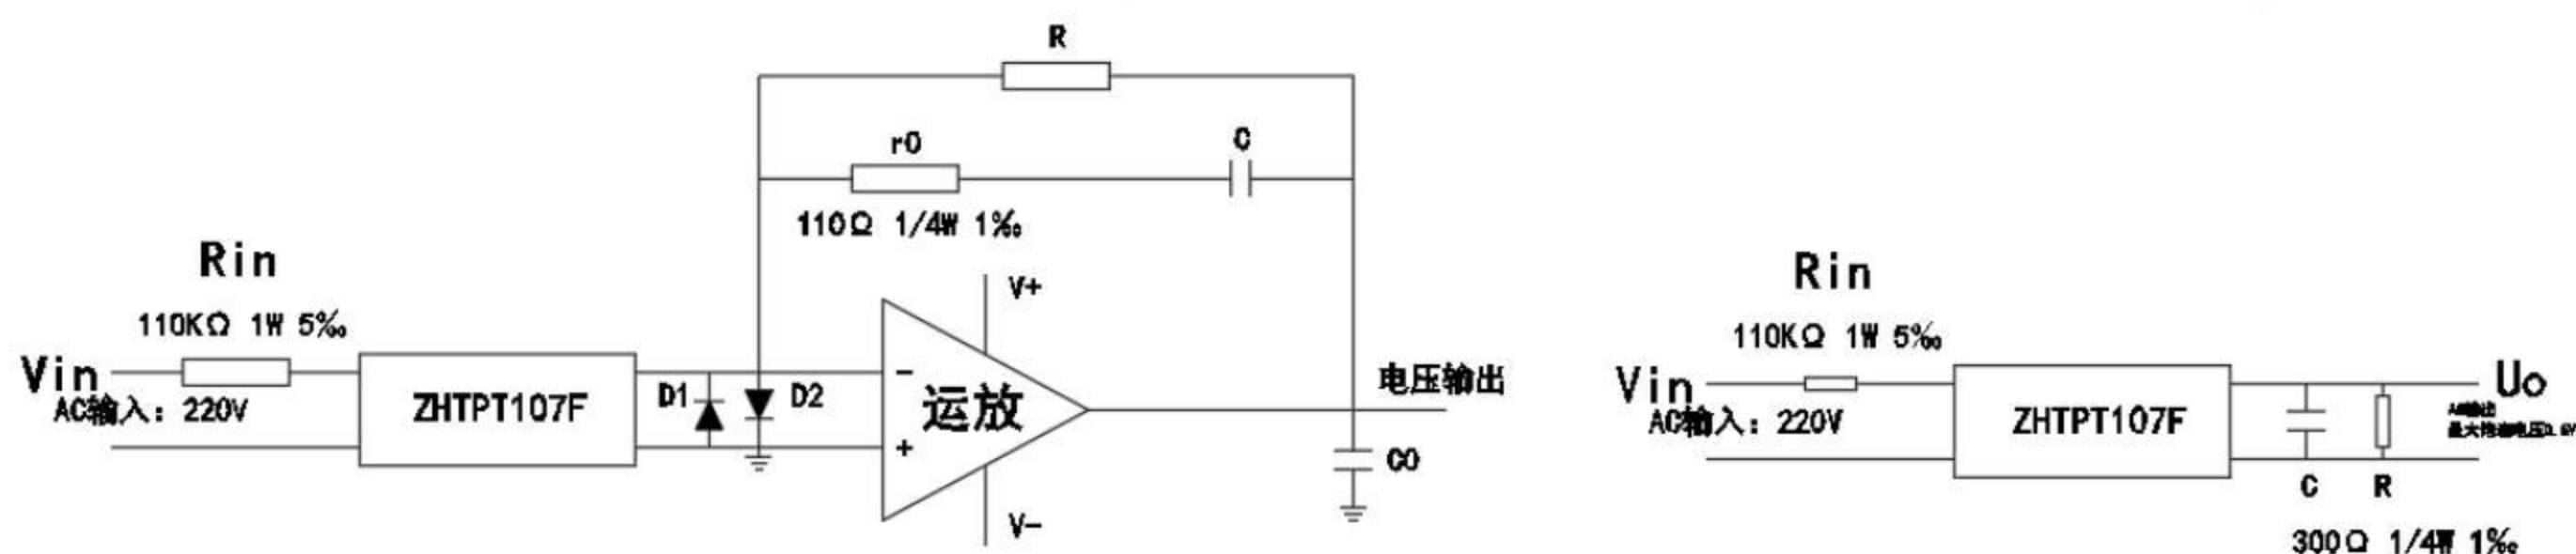 R
r0
C
110Ω 1/4W 1‰
Rin
110KΩ 1W 5‰
Vin
AC输入：220V
ZHTPT107F
D1
D2
V+
−
运放
+
V−
电压输出
C0
Rin
110KΩ 1W 5‰
Vin
AC输入：220V
ZHTPT107F
Uo
C
R
300Ω 1/4W 1‰